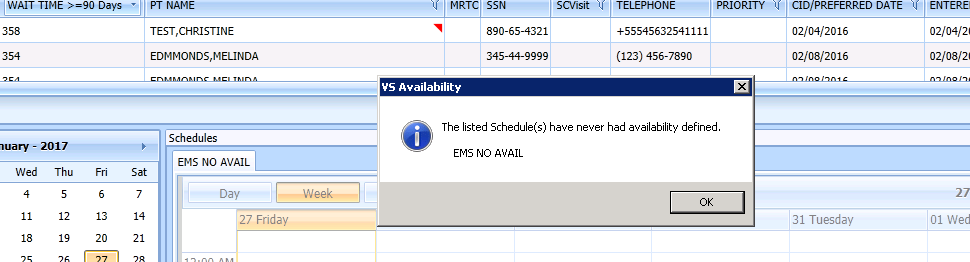 WAIT TIME >=90 Days PT NAME MRTC SSN SCVisit TELEPHONE PRIORITY CID/PREFERRED DATE ENTERED
358 TEST,CHRISTINE 890-65-4321 +55545632541111 02/04/2016 02/04/
354 EDMMONDS,MELINDA 345-44-9999 (123) 456-7890 02/08/2016 02/08/
354 EDMMONDS,MELINDA 02/08/2016 02/08/
VS Availability
The listed Schedule(s) have never had availability defined.
EMS NO AVAIL
OK
nuary - 2017
Wed Thu Fri Sat
4 5 6 7
11 12 13 14
18 19 20 21
25 26 27 28
Schedules
EMS NO AVAIL
Day Week 27
27 Friday 31 Tuesday 01 Wed
12:00 AM